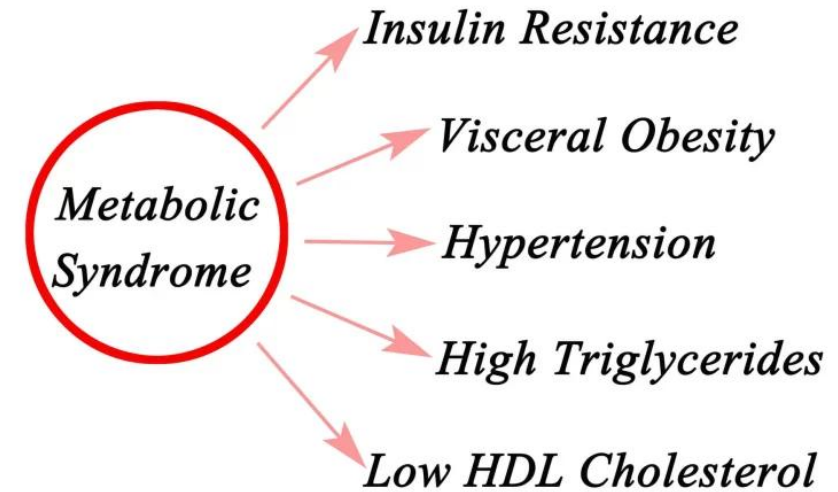 Insulin Resistance
Visceral Obesity
Metabolic
Syndrome
Hypertension
High Triglycerides
Low HDL Cholesterol